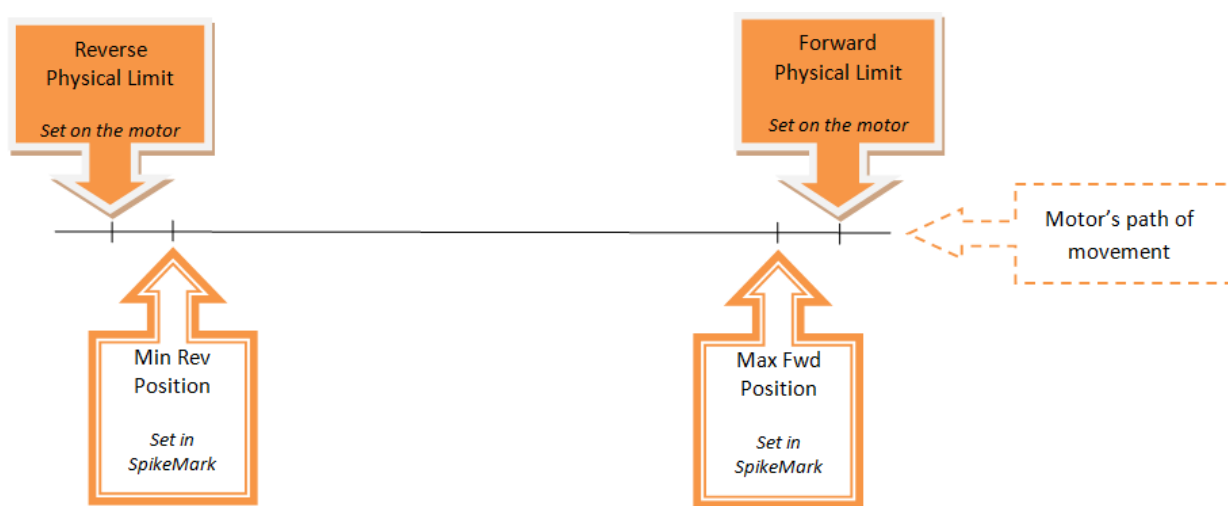 Reverse
Physical Limit
Set on the motor
Forward
Physical Limit
Set on the motor
Motor’s path of
movement
Min Rev
Position
Set in
SpikeMark
Max Fwd
Position
Set in
SpikeMark